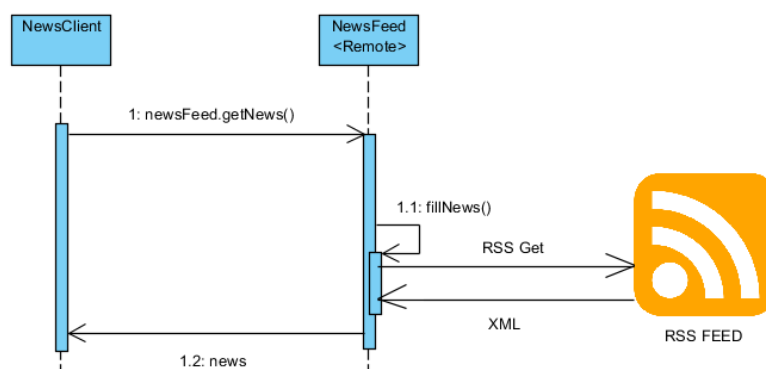 NewsClient
NewsFeed
<Remote>
1: newsFeed.getNews()
1.1: fillNews()
RSS Get
XML
RSS FEED
1.2: news